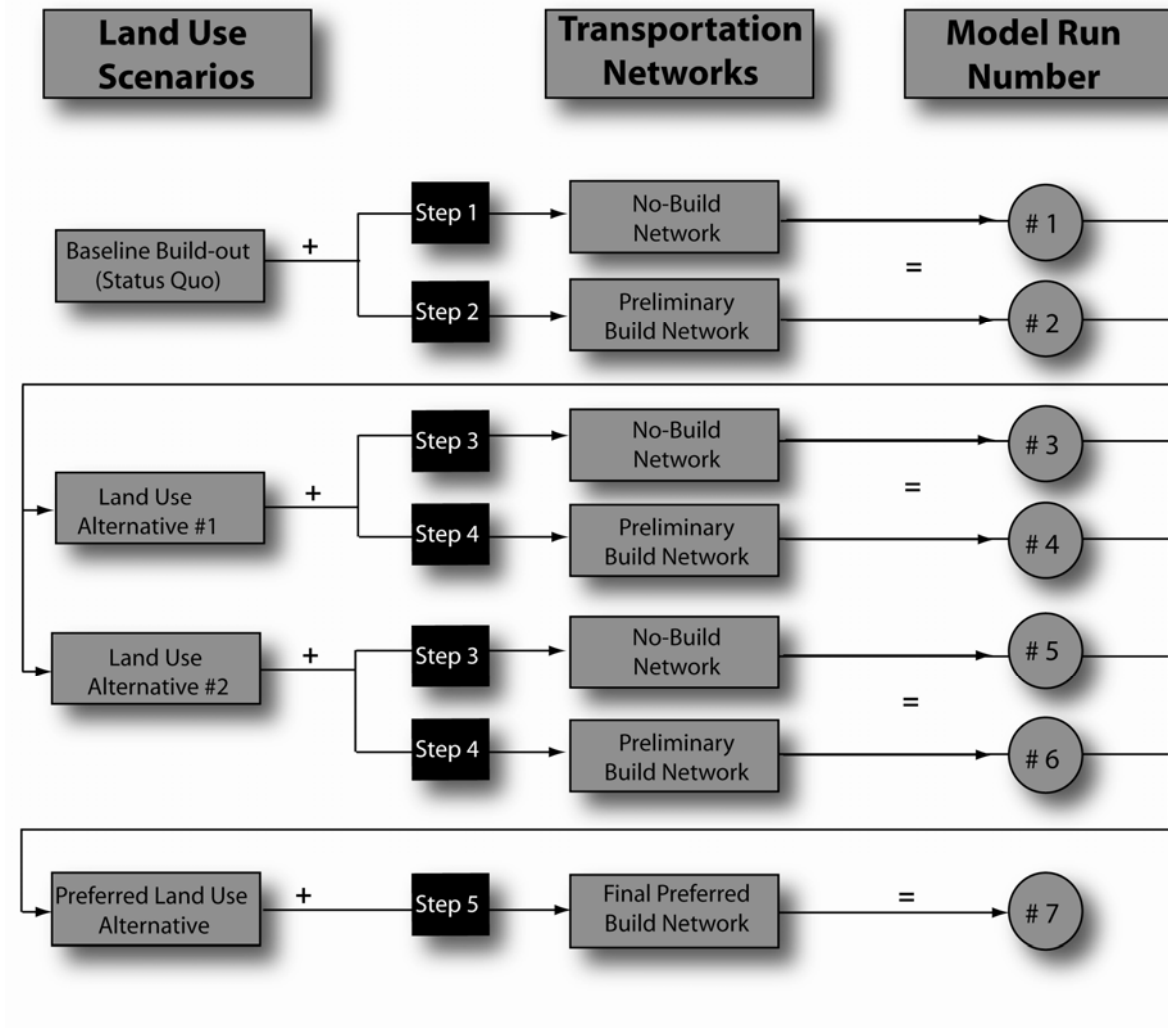 Land Use
Scenarios
Transportation
Networks
Model Run
Number
Baseline Build-out
(Status Quo)
+
Step 1
No-Build
Network
# 1
=
Step 2
Preliminary
Build Network
# 2
Land Use
Alternative #1
+
Step 3
No-Build
Network
# 3
=
Step 4
Preliminary
Build Network
# 4
Land Use
Alternative #2
+
Step 3
No-Build
Network
# 5
=
Step 4
Preliminary
Build Network
# 6
Preferred Land Use
Alternative
+
Step 5
Final Preferred
Build Network
=
# 7